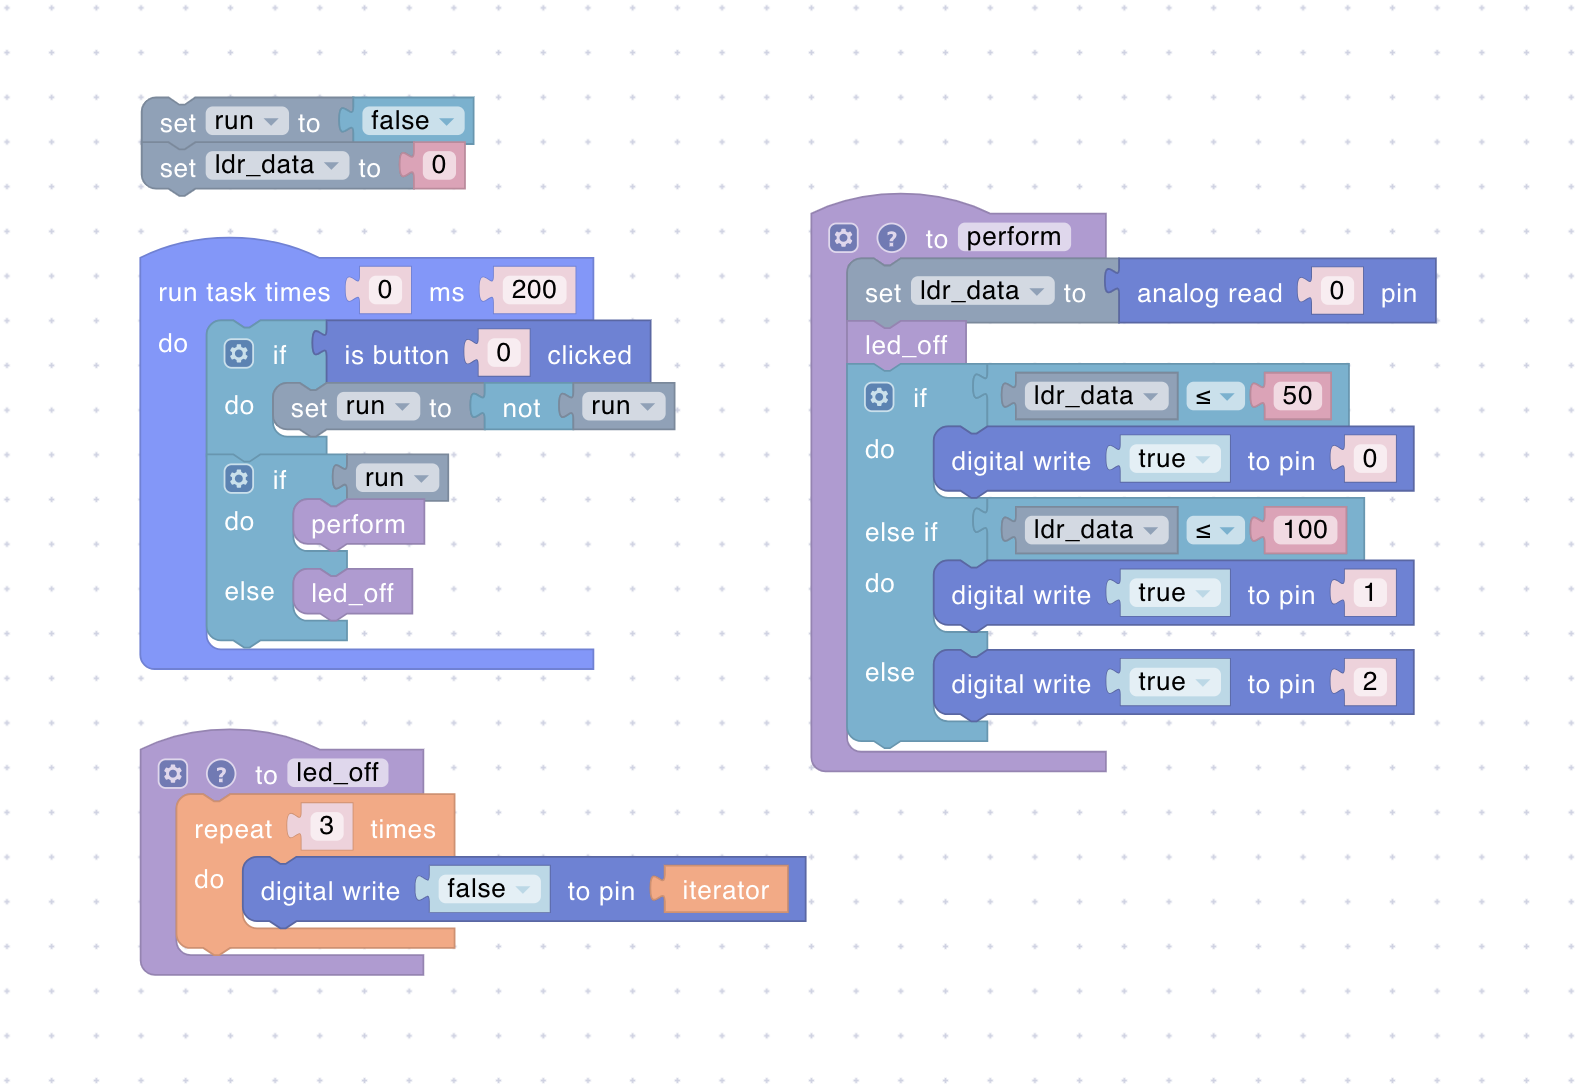 set run to false
set ldr_data to 0
run task times 0 ms 200
do if is button 0 clicked
do set run to not run
if run
do perform
else led_off
? to led_off
repeat 3 times
do digital write false to pin iterator
? to perform
set ldr_data to analog read 0 pin
led_off
if ldr_data ≤ 50
do digital write true to pin 0
else if ldr_data ≤ 100
do digital write true to pin 1
else digital write true to pin 2